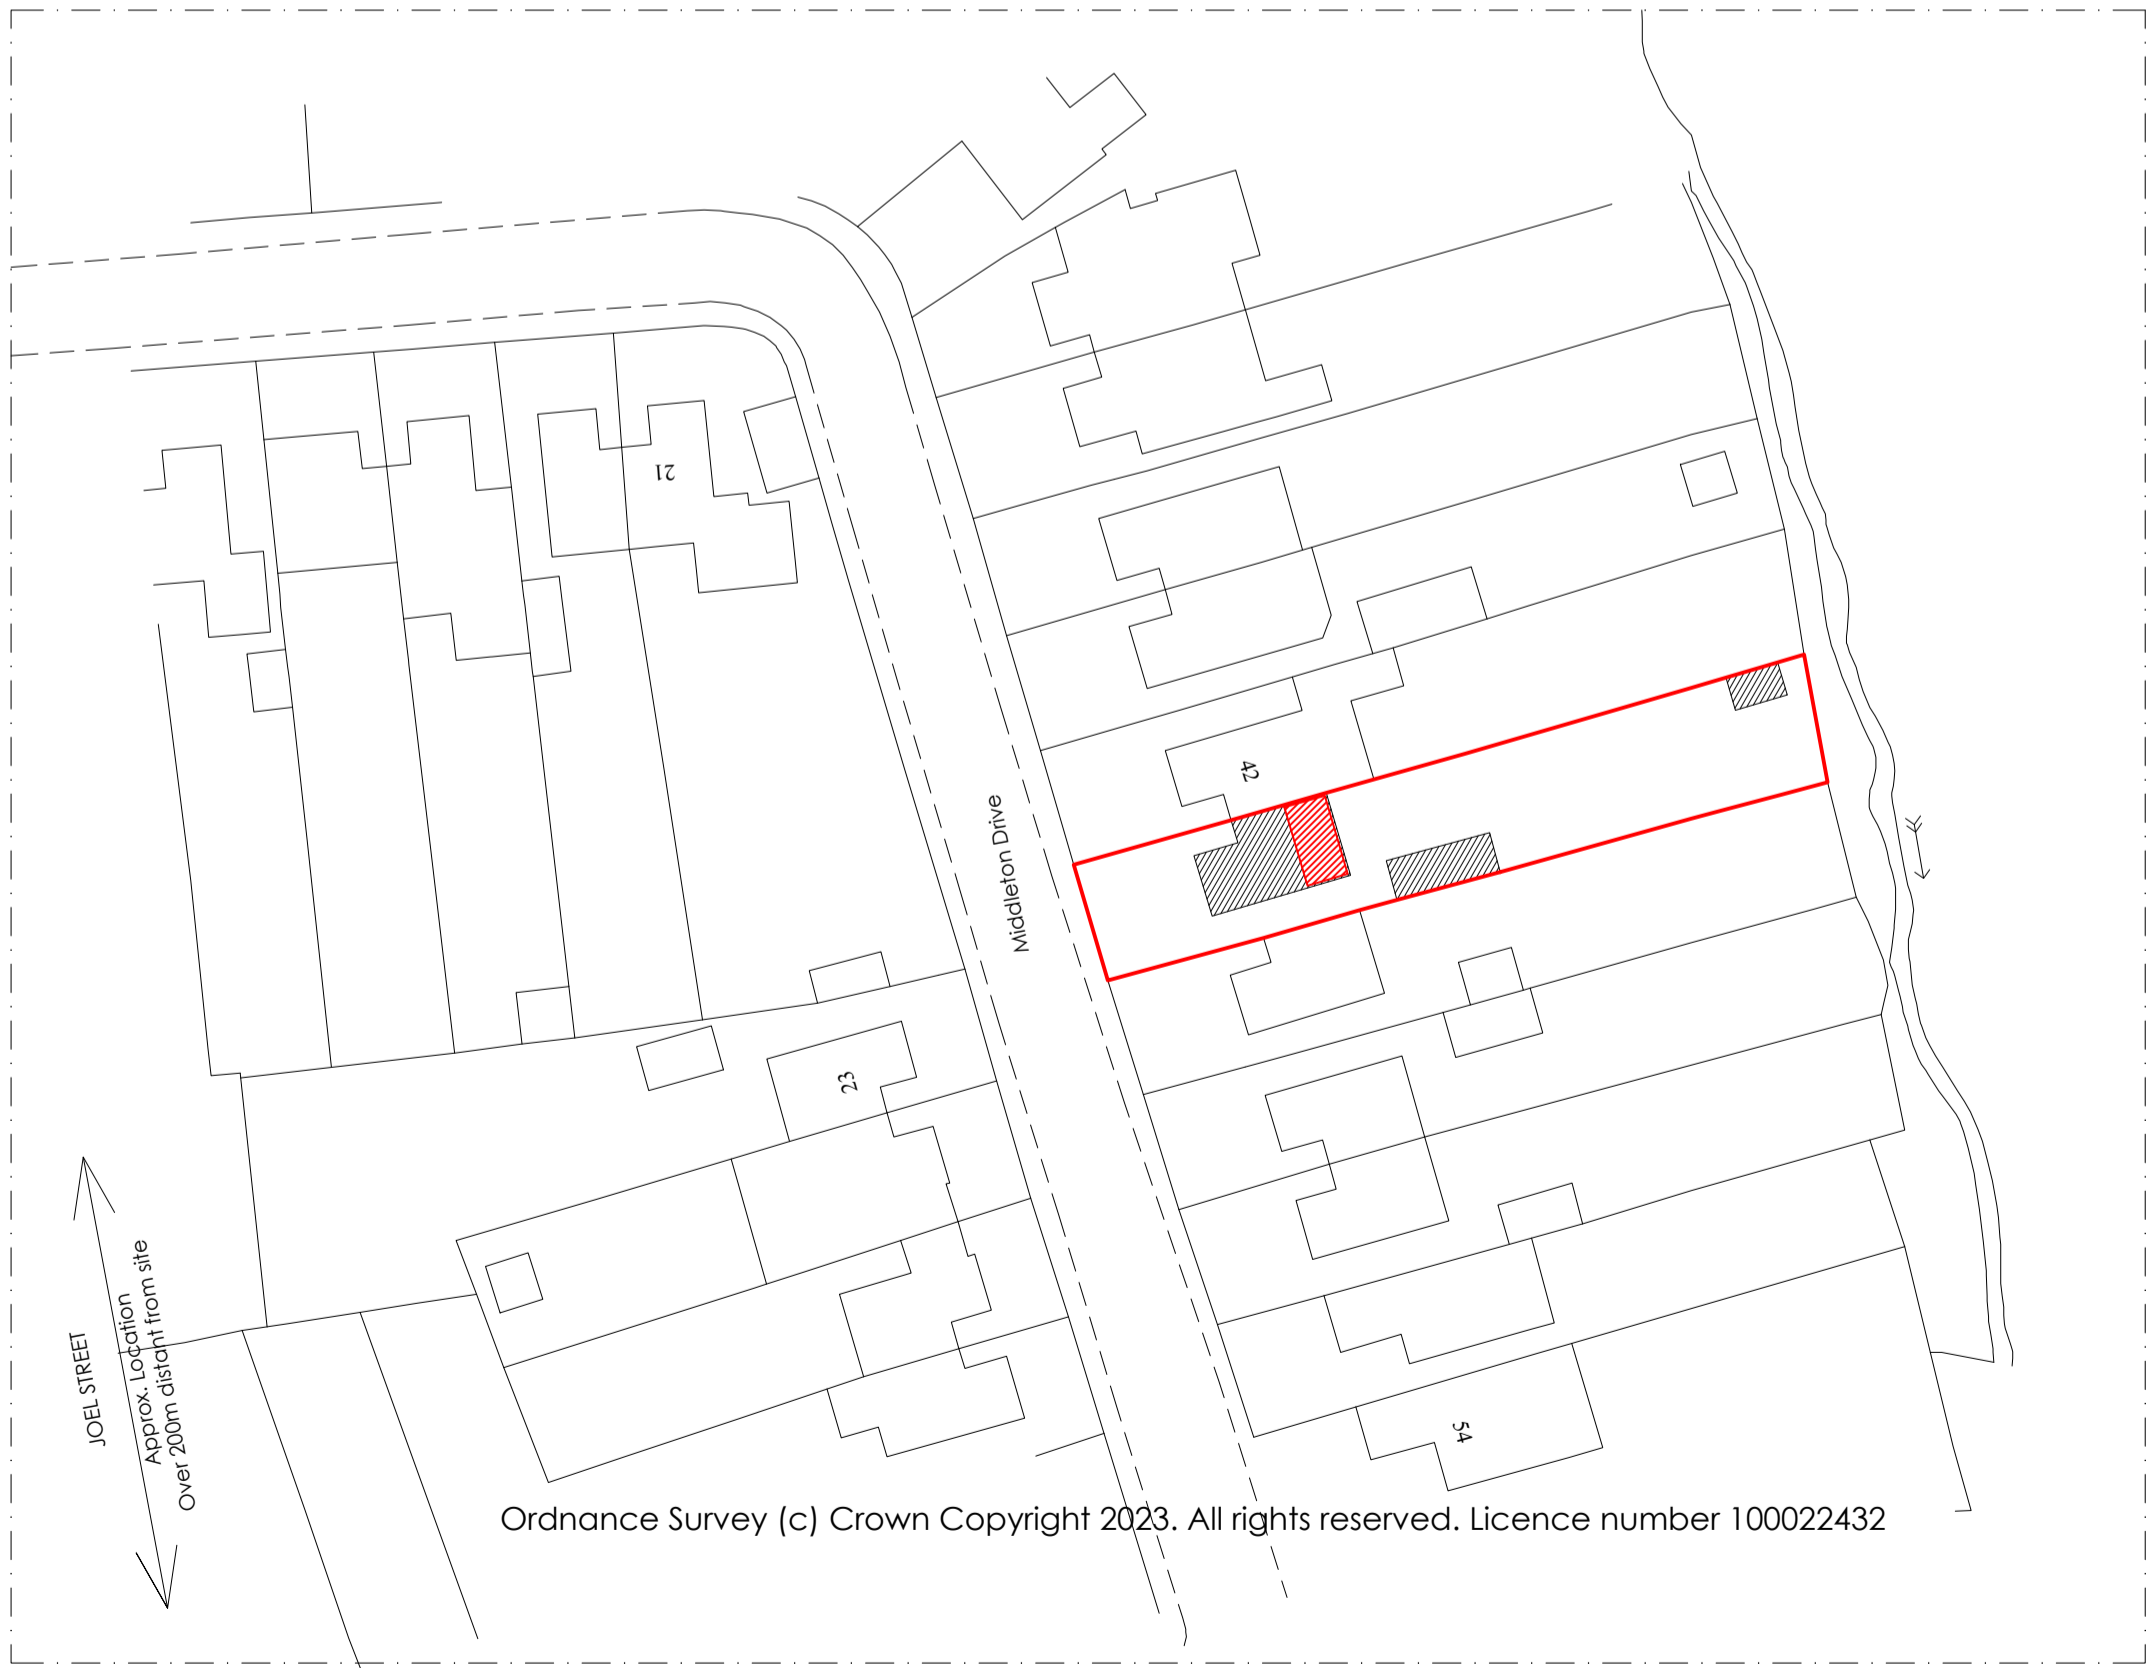 21
42
Middleton Drive
23
JOEL STREET
Approx. Location
Over 200m distant from site
54
Ordnance Survey (c) Crown Copyright 2023. All rights reserved. Licence number 100022432